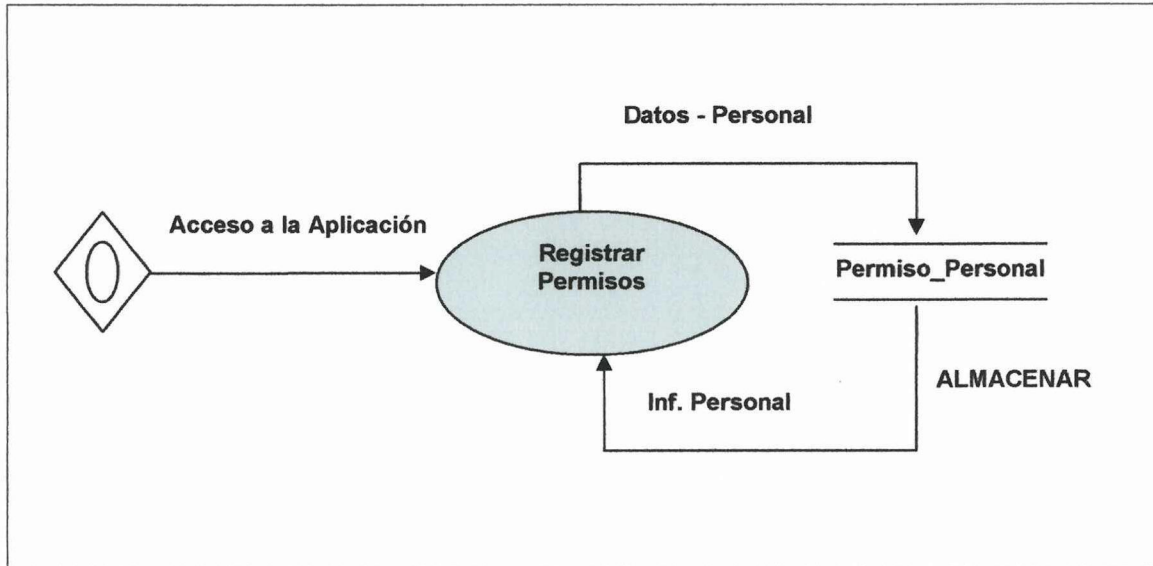 Datos - Personal
Acceso a la Aplicación
Registrar
Permisos
Permiso_Personal
ALMACENAR
Inf. Personal